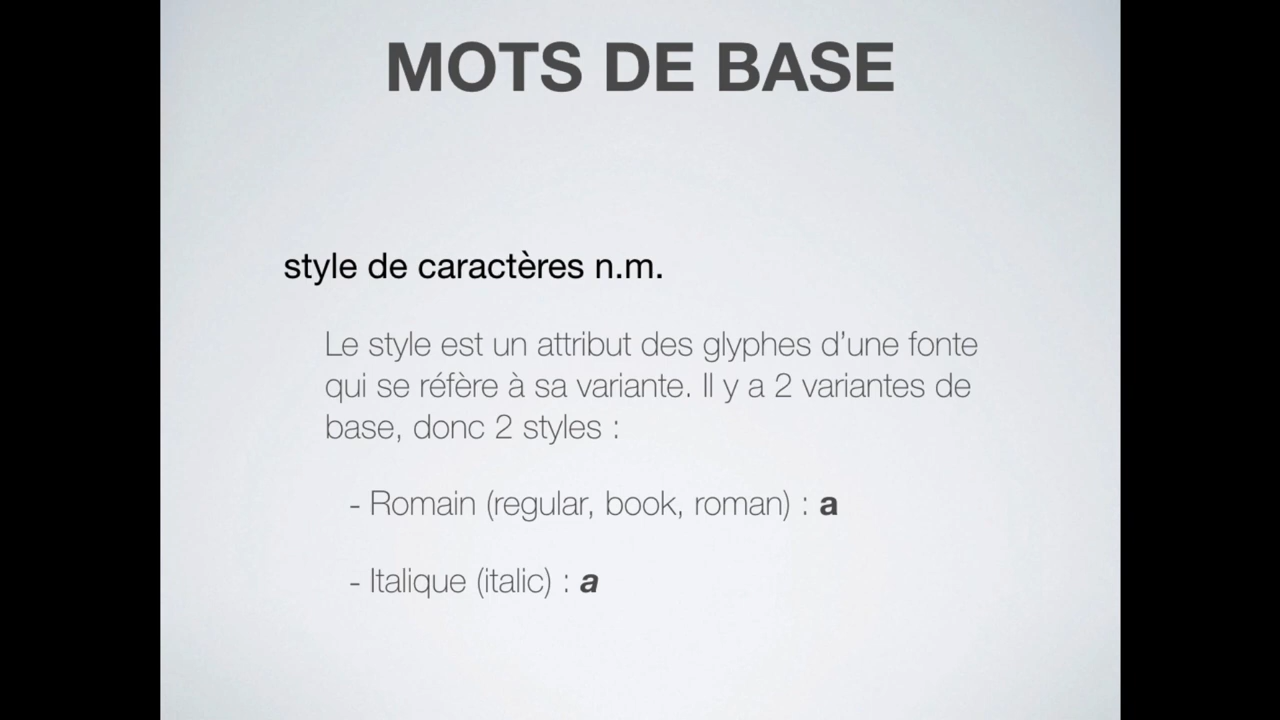 MOTS DE BASE
style de caractères n.m.
Le style est un attribut des glyphes d’une fonte
qui se réfère à sa variante. Il y a 2 variantes de
base, donc 2 styles :
- Romain (regular, book, roman) : a
- Italique (italic) : a